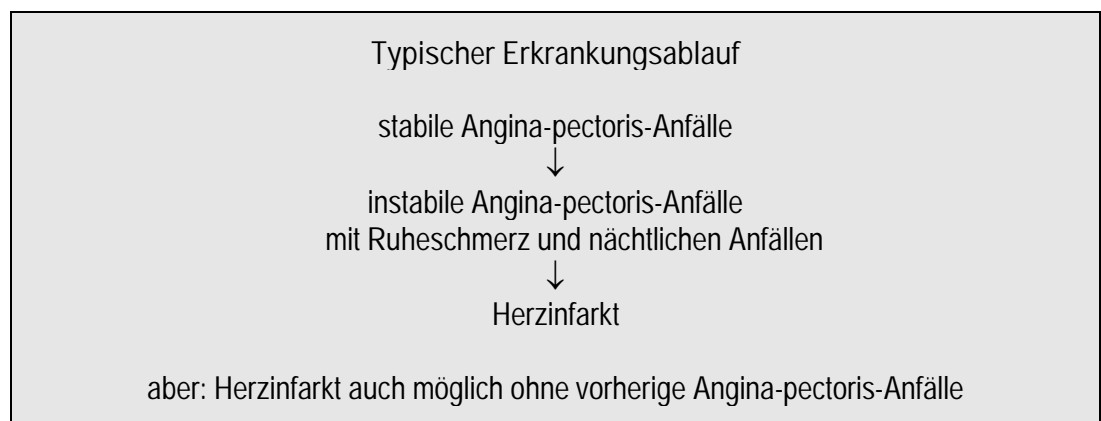 Typischer Erkrankungsablauf
stabile Angina-pectoris-Anfälle
↓
instabile Angina-pectoris-Anfälle
mit Ruheschmerz und nächtlichen Anfällen
↓
Herzinfarkt
aber: Herzinfarkt auch möglich ohne vorherige Angina-pectoris-Anfälle